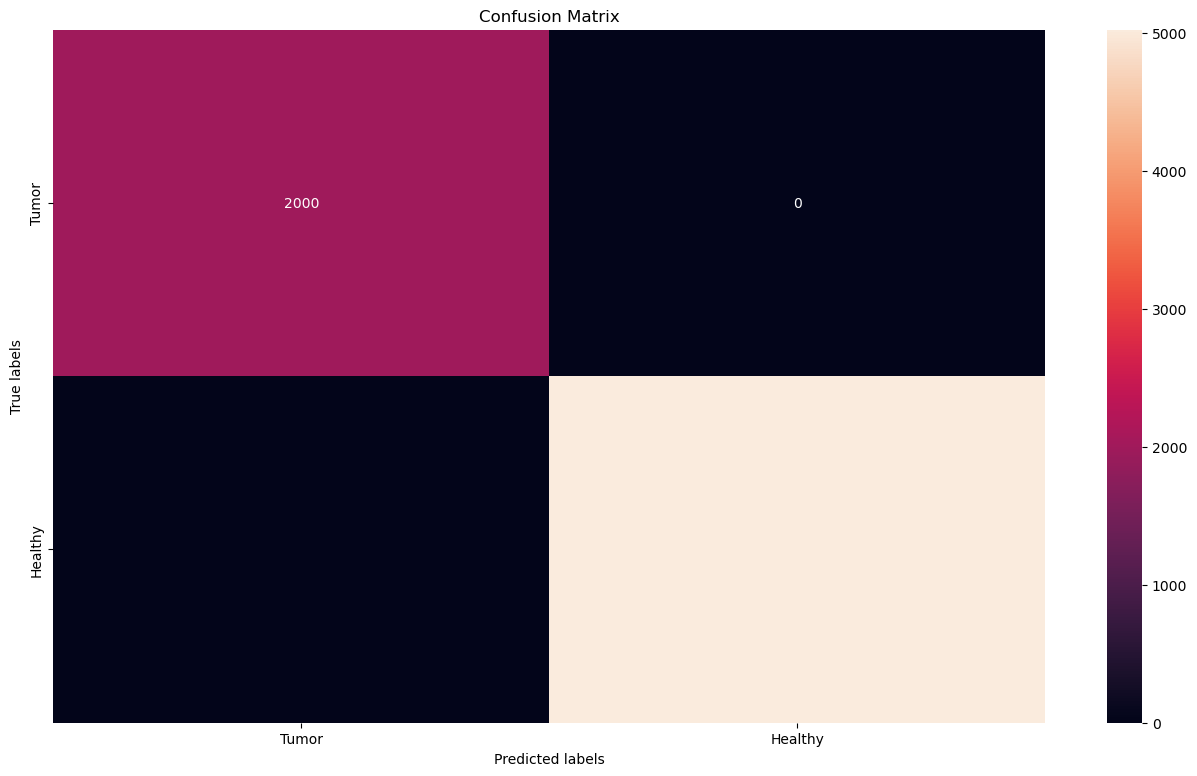 Confusion Matrix
Tumor
2000
0
Healthy
True labels
Tumor
Healthy
Predicted labels
5000
4000
3000
2000
1000
0